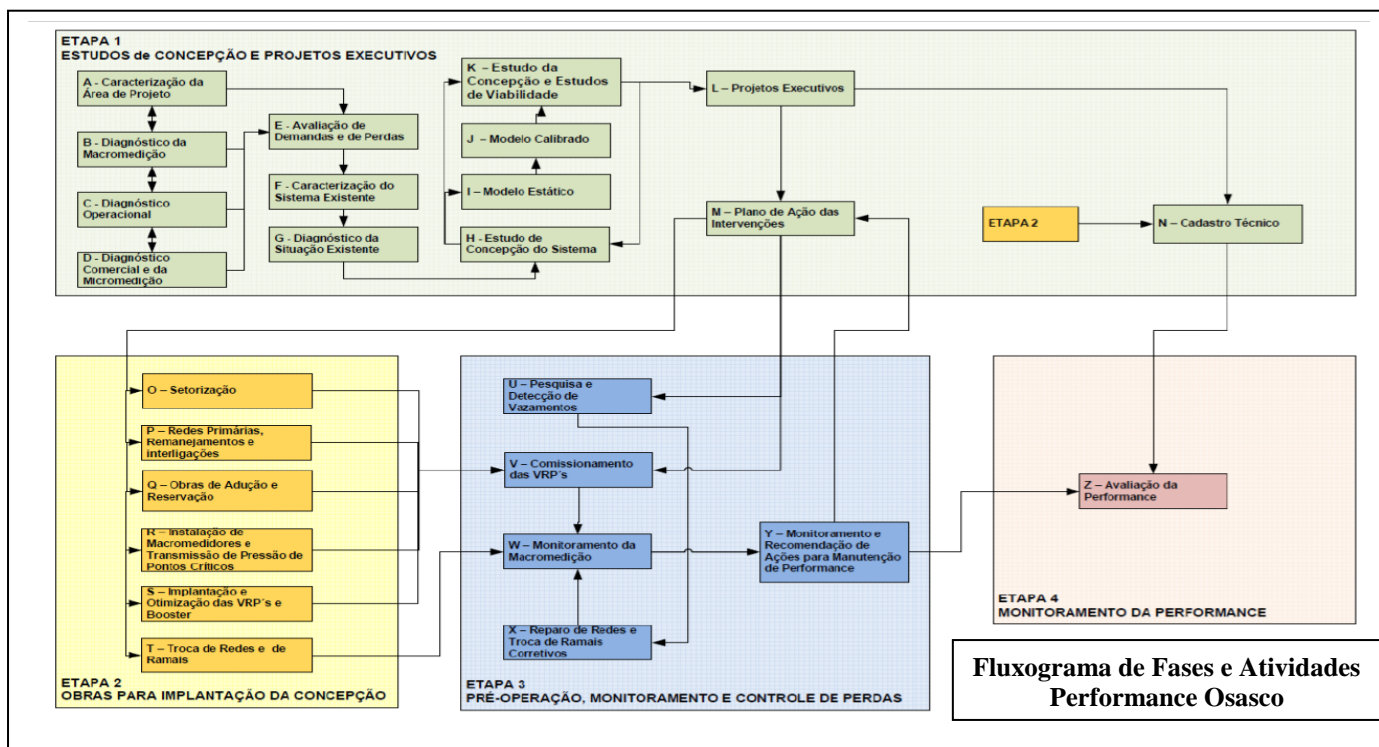 ETAPA 1
ESTUDOS de CONCEPÇÃO E PROJETOS EXECUTIVOS
A - Caracterização da
Área de Projeto
B - Diagnóstico da
Macromedição
C - Diagnóstico
Operacional
D - Diagnóstico
Comercial e da
Micromedição
E - Avaliação de
Demandas e de Perdas
F - Caracterização do
Sistema Existente
G - Diagnóstico da
Situação Existente
K - Estudo da
Concepção e Estudos
de Viabilidade
J – Modelo Calibrado
I – Modelo Estático
H - Estudo de
Concepção do Sistema
L – Projetos Executivos
M – Plano de Ação das
Intervenções
ETAPA 2
N – Cadastro Técnico
O – Setorização
P – Redes Primárias,
Remanejamentos e
interligações
Q – Obras de Adução e
Reservação
R – Instalação de
Macromedidores e
Transmissão de Pressão de
Pontos Críticos
S – Implantação e
Otimização das VRP´s e
Booster
T – Troca de Redes e de
Ramais
ETAPA 2
OBRAS PARA IMPLANTAÇÃO DA CONCEPÇÃO
U – Pesquisa e
Detecção de
Vazamentos
V – Comissionamento
das VRP´s
W – Monitoramento da
Macromedição
X – Reparo de Redes e
Troca de Ramais
Corretivos
Y – Monitoramento e
Recomendação de
Ações para Manutenção
de Performance
ETAPA 3
PRÉ-OPERAÇÃO, MONITORAMENTO E CONTROLE DE PERDAS
Z – Avaliação da
Performance
ETAPA 4
MONITORAMENTO DA PERFORMANCE
Fluxograma de Fases e Atividades
Performance Osasco